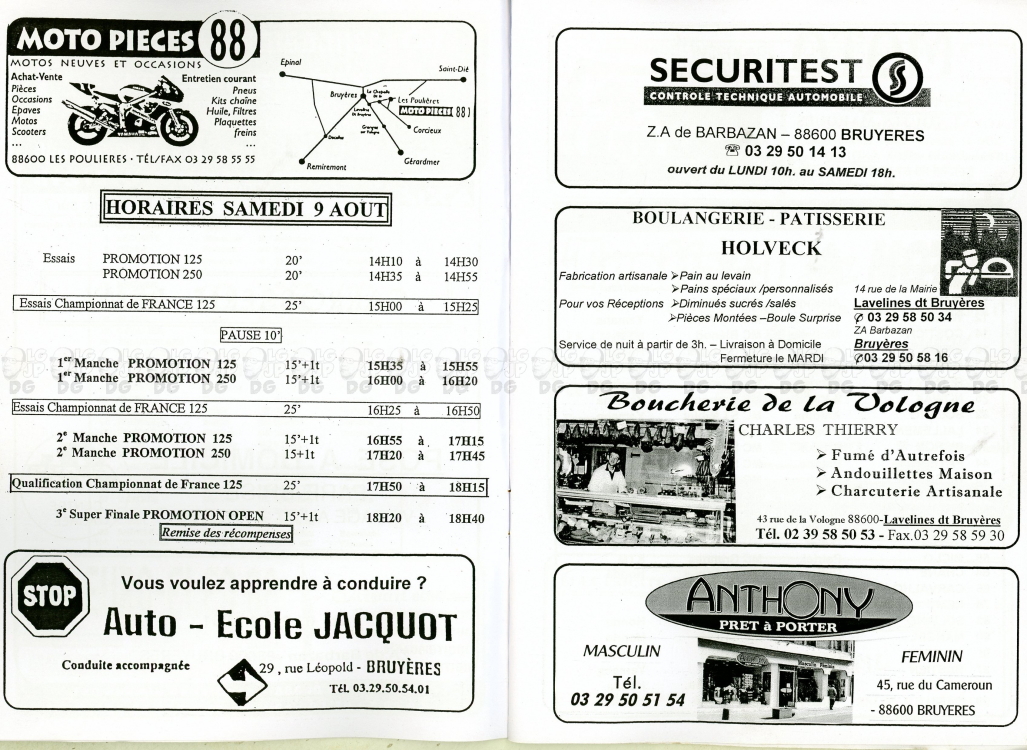 MOTO PIECES 88
MOTOS NEUVES ET OCCASIONS
Achat-Vente
Pièces
Occasions
Epaves
Motos
Scooters
...
Entretien courant
Pneus
Kits chaîne
Huile, Filtres
Plaquettes
freins
...
88600 LES POULIERES · TÉL/FAX 03 29 58 55 55
Epinal
Saint-Dié
Bruyères
La Chapelle
Les Poulières
MOTO PIECES 88
Corcieux
Gérardmer
Remiremont
HORAIRES SAMEDI 9 AOUT
Essais PROMOTION 125 20' 14H10 à 14H30
PROMOTION 250 20' 14H35 à 14H55
Essais Championnat de FRANCE 125 25' 15H00 à 15H25
PAUSE 10'
1er Manche PROMOTION 125 15'+1t 15H35 à 15H55
1er Manche PROMOTION 250 15'+1t 16H00 à 16H20
Essais Championnat de FRANCE 125 25' 16H25 à 16H50
2e Manche PROMOTION 125 15'+1t 16H55 à 17H15
2e Manche PROMOTION 250 15+1t 17H20 à 17H45
Qualification Championnat de France 125 25' 17H50 à 18H15
3e Super Finale PROMOTION OPEN 15'+1t 18H20 à 18H40
Remise des récompenses
STOP
Vous voulez apprendre à conduire ?
Auto - Ecole JACQUOT
Conduite accompagnée
29, rue Léopold - BRUYÈRES
TéL 03.29.50.54.01
SECURITEST
CONTROLE TECHNIQUE AUTOMOBILE
Z.A de BARBAZAN – 88600 BRUYERES
☏ 03 29 50 14 13
ouvert du LUNDI 10h. au SAMEDI 18h.
BOULANGERIE - PATISSERIE
HOLVECK
Fabrication artisanale ➢Pain au levain
➢Pains spéciaux /personnalisés
Pour vos Réceptions ➢Diminués sucrés /salés
➢Pièces Montées –Boule Surprise
Service de nuit à partir de 3h. – Livraison à Domicile
Fermeture le MARDI
14 rue de la Mairie
Lavelines dt Bruyères
✆ 03 29 58 50 34
ZA Barbazan
Bruyères
✆03 29 50 58 16
Boucherie de la Vologne
CHARLES THIERRY
➢ Fumé d'Autrefois
➢ Andouillettes Maison
➢ Charcuterie Artisanale
43 rue de la Vologne 88600-Lavelines dt Bruyères
Tél. 02 39 58 50 53 - Fax.03 29 58 59 30
ANTHONY
PRET à PORTER
MASCULIN
Tél.
03 29 50 51 54
FEMININ
45, rue du Cameroun
- 88600 BRUYERES